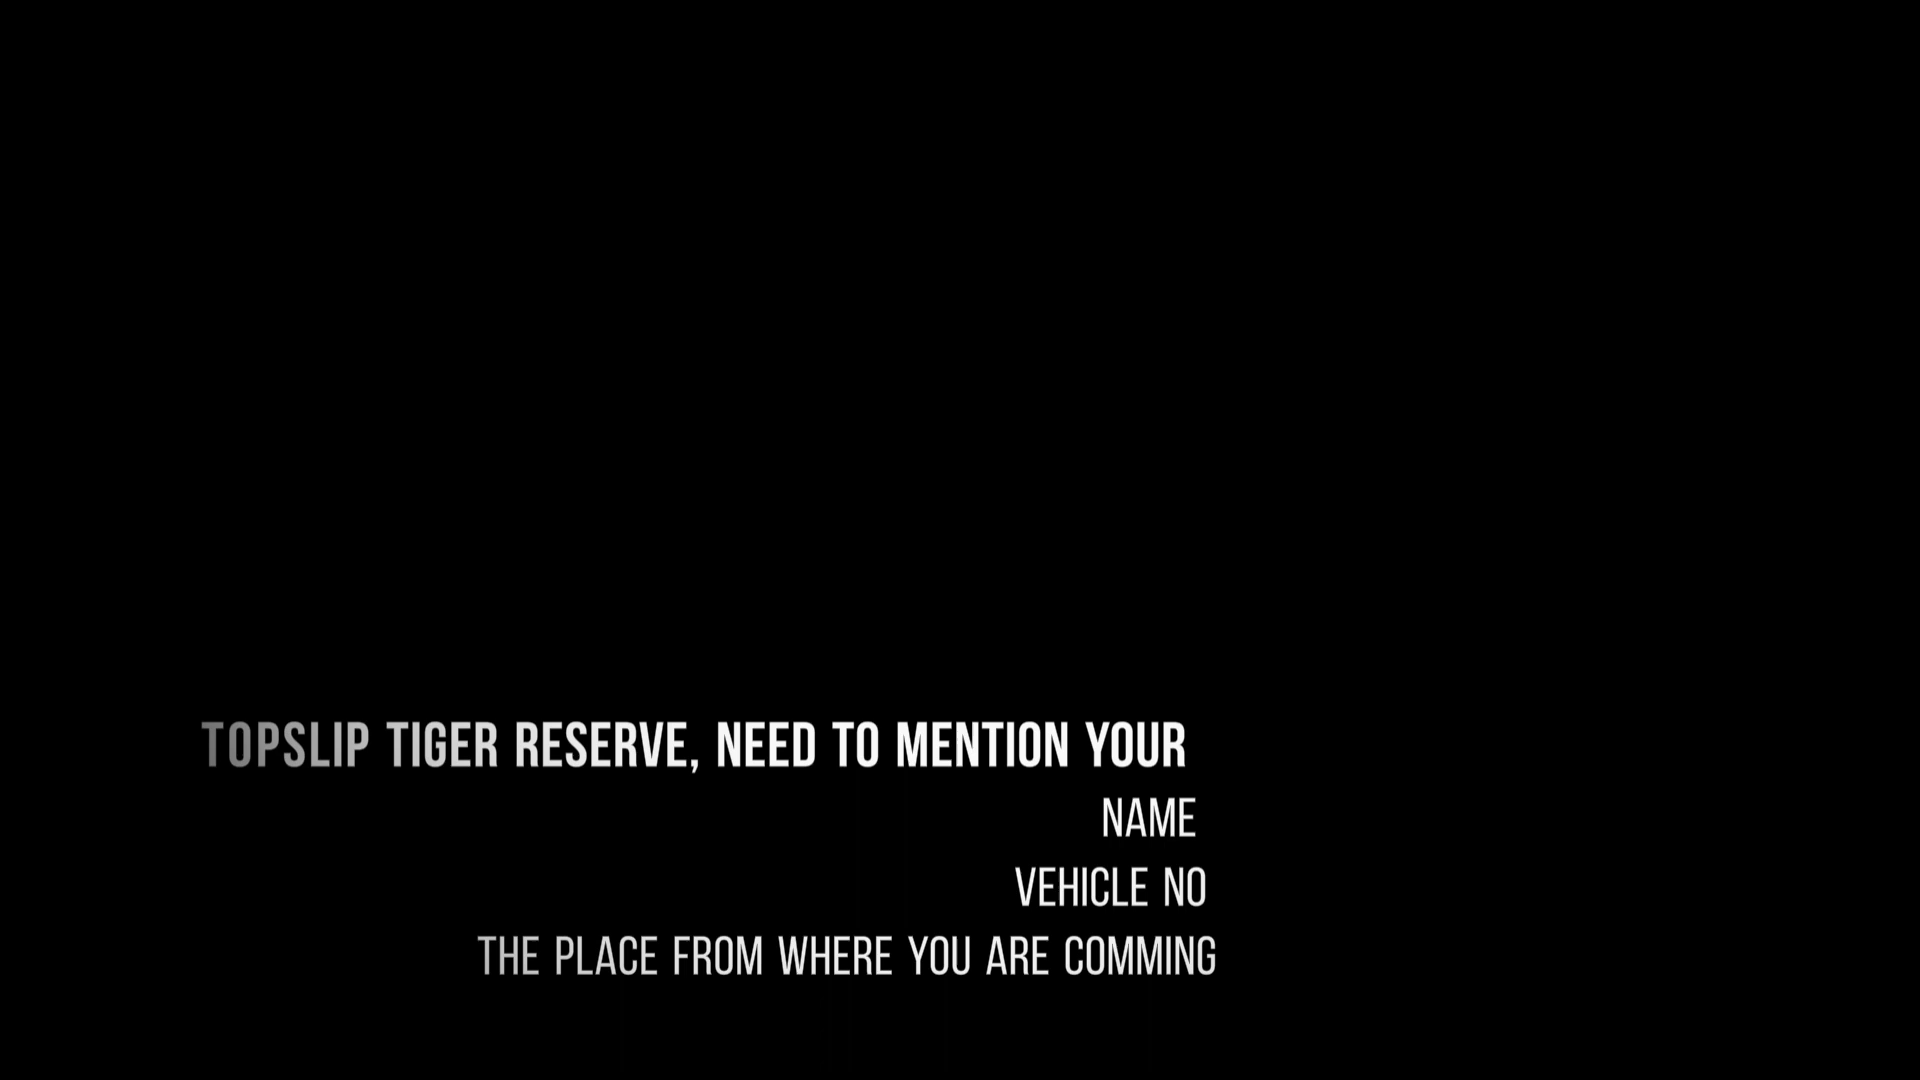 TOPSLIP TIGER RESERVE, NEED TO MENTION YOUR
NAME
VEHICLE NO
THE PLACE FROM WHERE YOU ARE COMMING